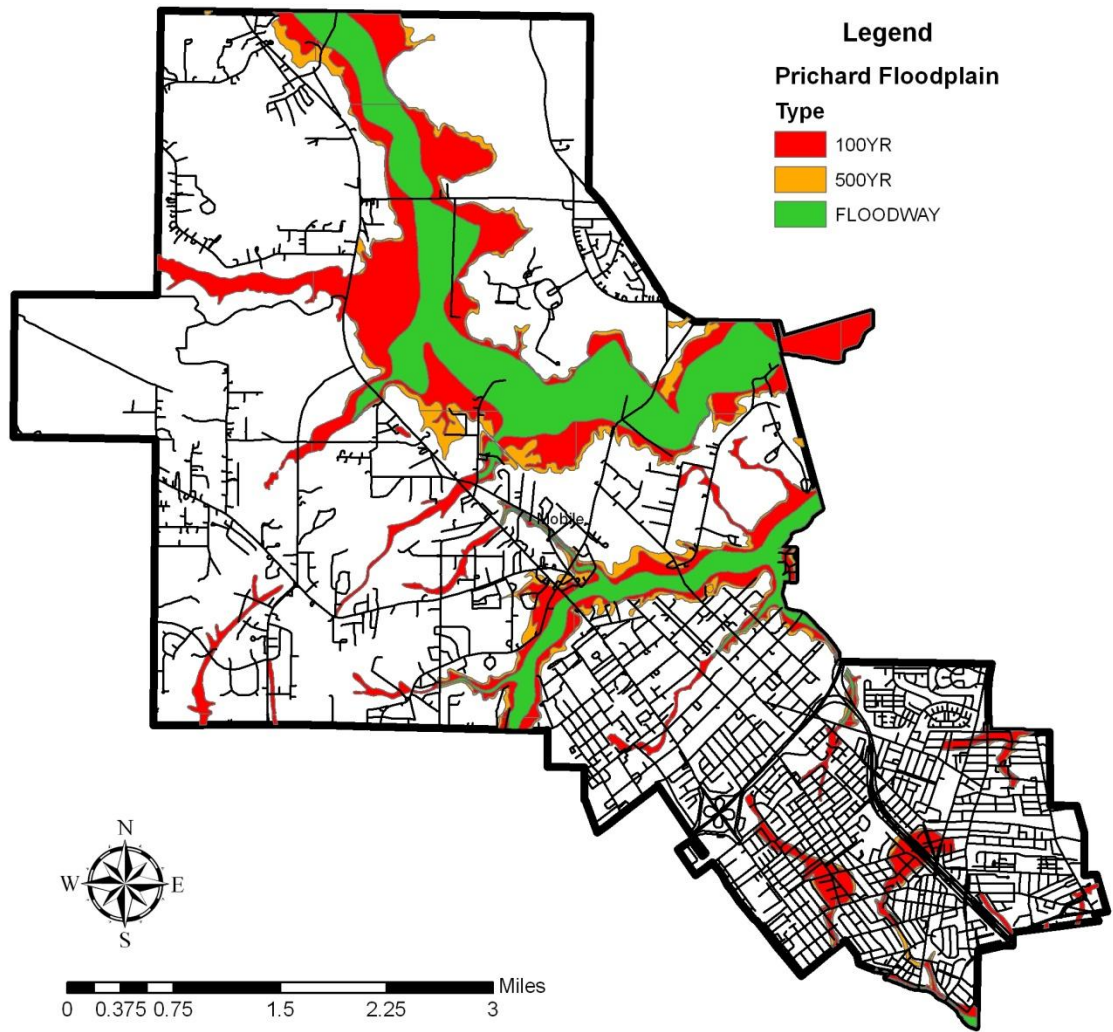 Legend
Prichard Floodplain
Type
100YR
500YR
FLOODWAY
Mobile
N
W E
S
Miles
0 0.375 0.75 1.5 2.25 3